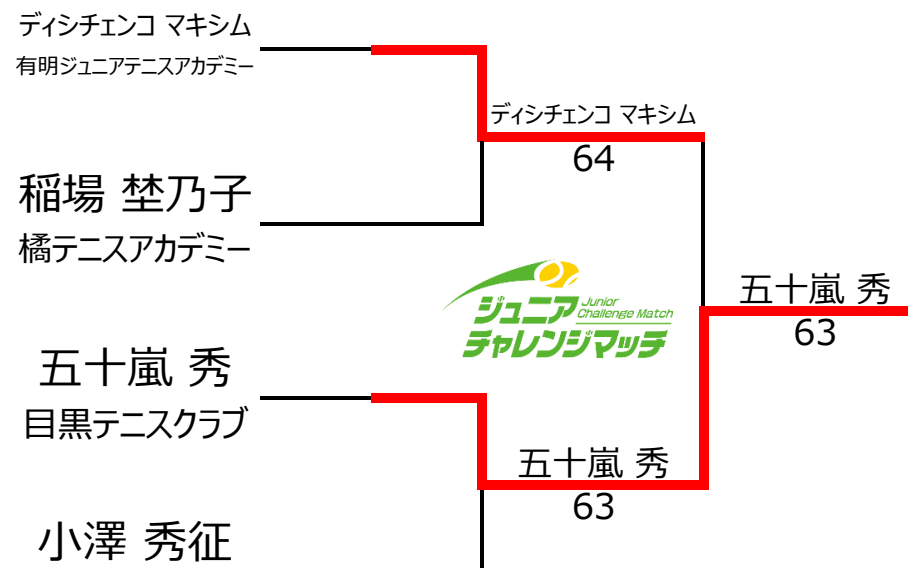 ディシチェンコ マキシム
有明ジュニアテニスアカデミー
ディシチェンコ マキシム
64
稲場 埜乃子
橘テニスアカデミー
ジュニア
Junior
Challenge Match
チャレンジマッチ
五十嵐 秀
63
五十嵐 秀
目黒テニスクラブ
五十嵐 秀
63
小澤 秀征